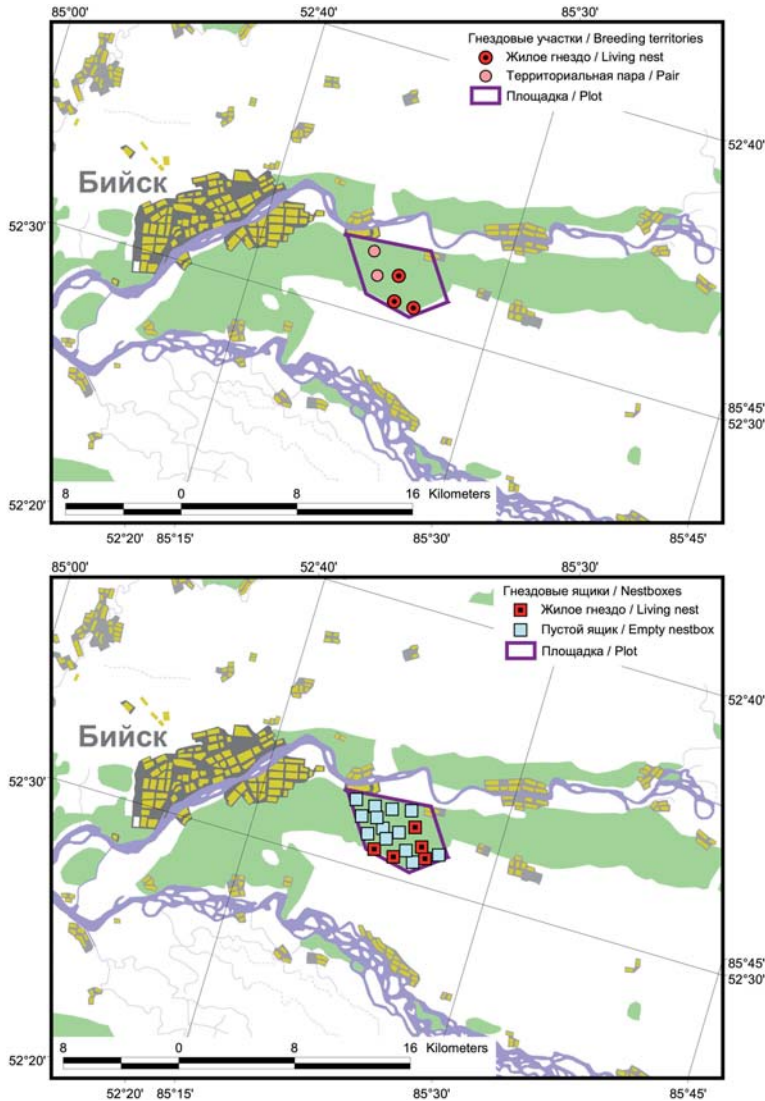 85°00'
52°40'
85°30'
Гнездовые участки / Breeding territories
Жилое гнездо / Living nest
Территориальная пара / Pair
Площадка / Plot
52°40'
Бийск
52°30'
85°45'
52°30'
8 0 8 16 Kilometers
52°20'
52°20' 85°15'
85°30'
85°45'
85°00'
52°40'
85°30'
Гнездовые ящики / Nestboxes
Жилое гнездо / Living nest
Пустой ящик / Empty nestbox
Площадка / Plot
52°40'
Бийск
52°30'
85°45'
52°30'
8 0 8 16 Kilometers
52°20'
52°20' 85°15'
85°30'
85°45'